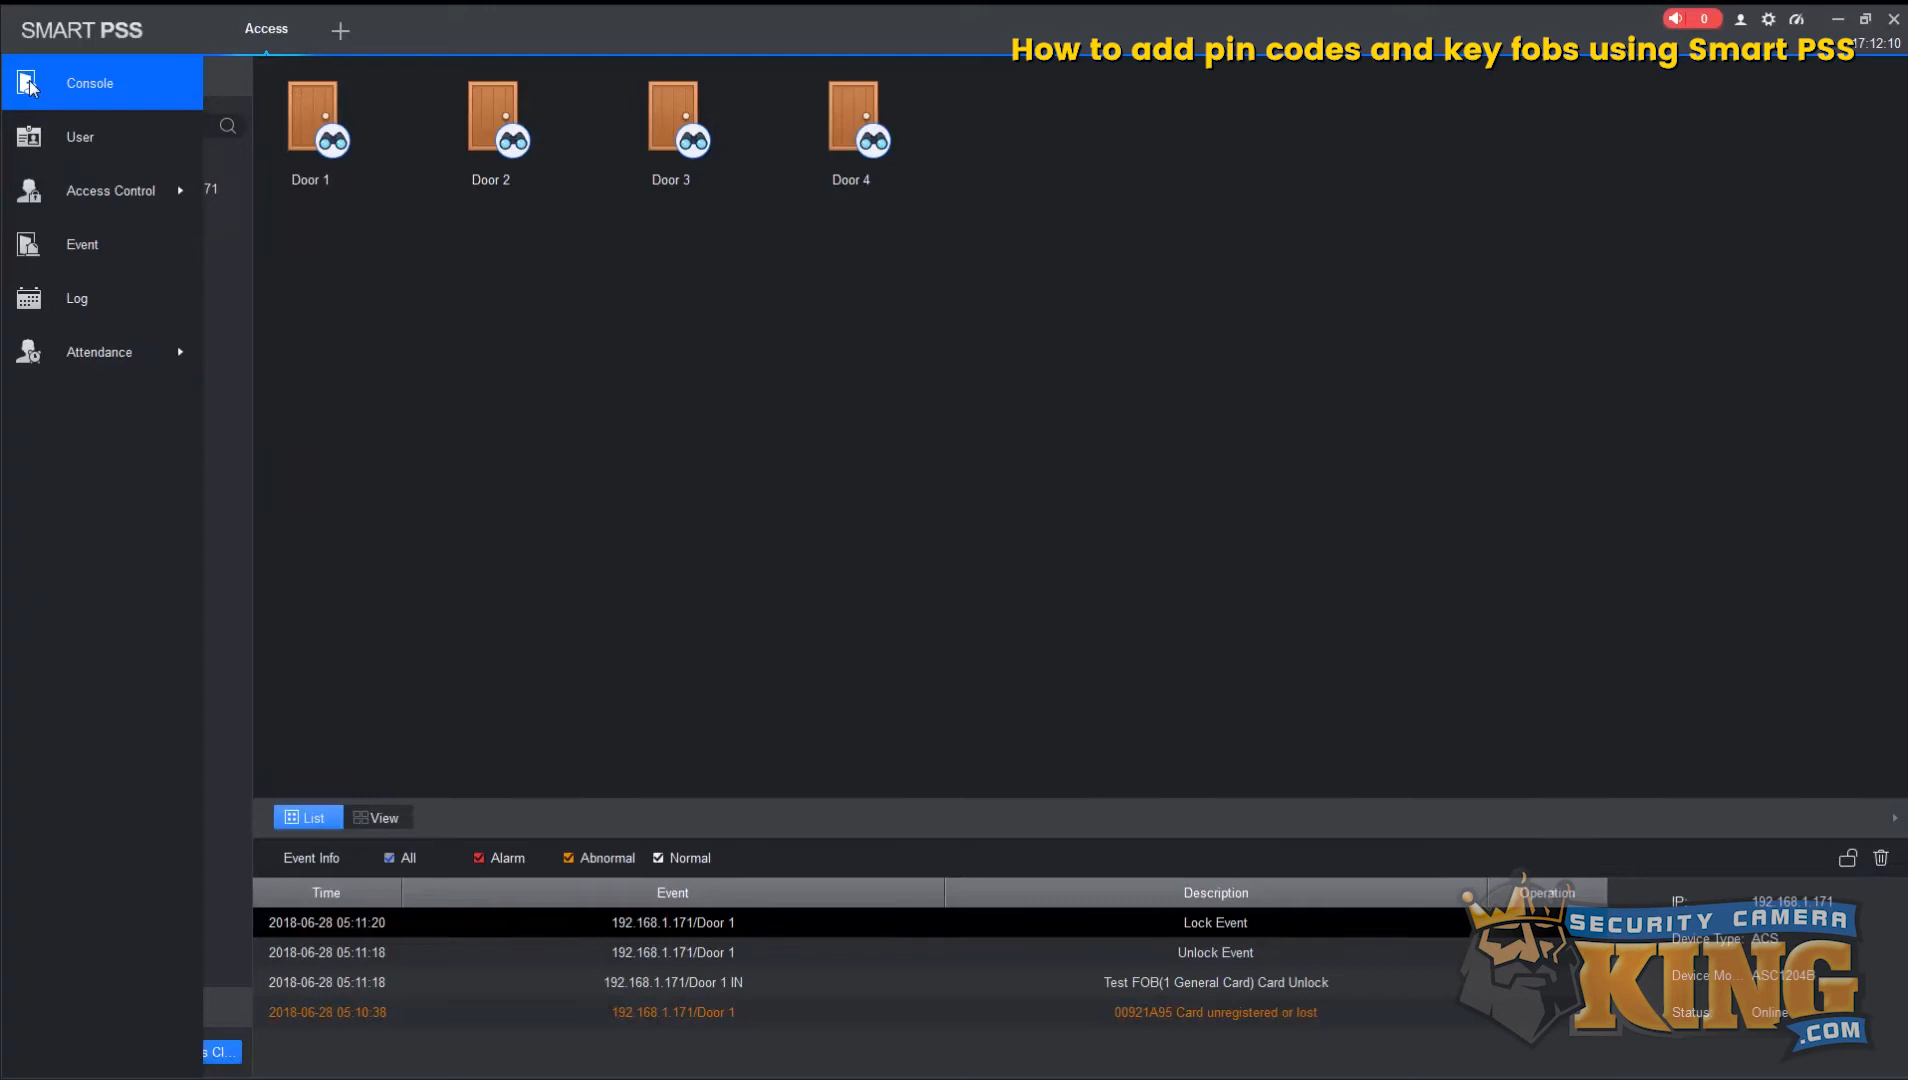 SMART PSS
Access
0
How to add pin codes and key fobs using Smart PSS
17:12:10
Console
User
Access Control
71
Event
Log
Attendance
Door 1
Door 2
Door 3
Door 4
List
View
Event Info
All
Alarm
Abnormal
Normal
Time
Event
Description
Operation
2018-06-28 05:11:20
192.168.1.171/Door 1
Lock Event
2018-06-28 05:11:18
192.168.1.171/Door 1
Unlock Event
2018-06-28 05:11:18
192.168.1.171/Door 1 IN
Test FOB(1 General Card) Card Unlock
2018-06-28 05:10:38
192.168.1.171/Door 1
00921A95 Card unregistered or lost
IP: 192.168.1.171
Device Type: ACS
Device Mo... ASC1204B
Status: Online
SECURITY CAMERA
KING
.COM
s Cl...